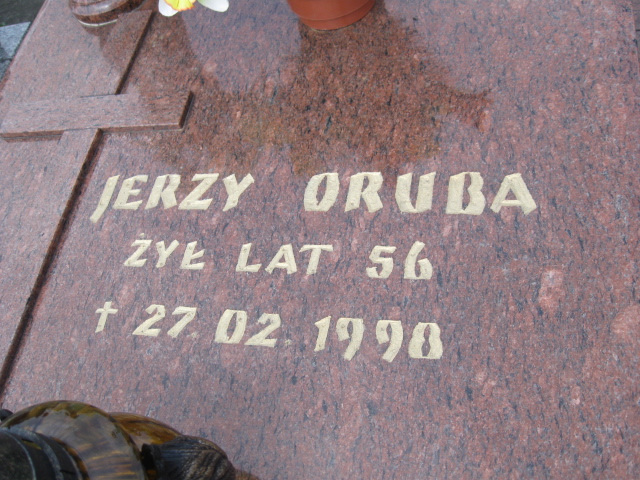 JERZY ORUBA
ŻYŁ LAT 56
† 27.02.1998